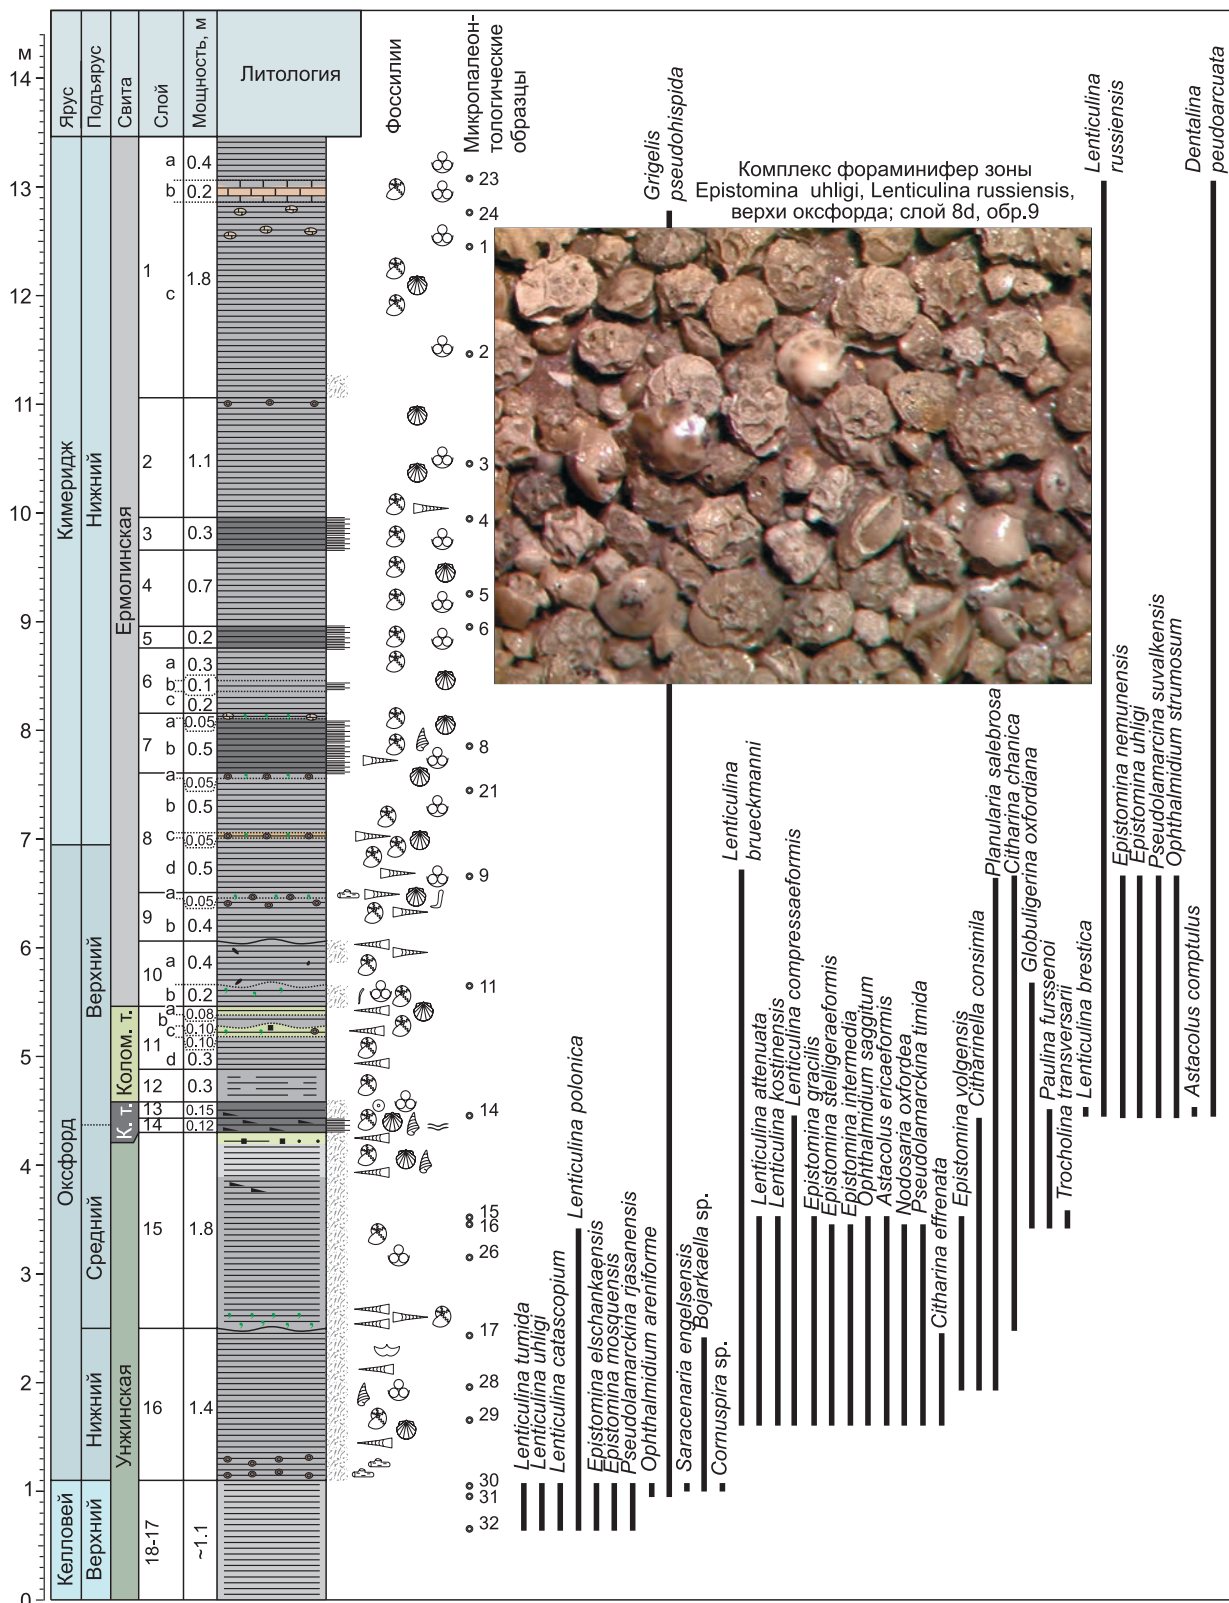 м
14
13
12
11
10
9
8
7
6
5
4
3
2
1
0
Ярус
Подъярус
Свита
Слой
Мощность, м
Литология
Фоссилии
Микропалеон-
тологические
образцы
Кимеридж
Оксфорд
Келловей
Нижний
Верхний
Средний
Нижний
Верхний
Ермолинская
Колом. т.
К. т.
Унжинская
a 0.4
b 0.2
1
c 1.8
2 1.1
3 0.3
4 0.7
5 0.2
6
a 0.3
b 0.1
c 0.2
7
a 0.05
b 0.5
8
a 0.05
b 0.5
c 0.05
d 0.5
9
a 0.05
b 0.4
10
a 0.4
b 0.2
11
a 0.08
b 0.10
c 0.10
d 0.3
12 0.3
13 0.15
14 0.12
15 1.8
16 1.4
18-17 ~1.1
23
24
1
2
3
4
5
6
8
21
9
11
14
15
16
26
17
28
29
30
31
32
Комплекс фораминифер зоны
Epistomina uhligi, Lenticulina russiensis,
верхи оксфорда; слой 8d, обр.9
Lenticulina tumida
Lenticulina uhligi
Lenticulina catascopium
Lenticulina polonica
Epistomina elschankaensis
Epistomina mosquensis
Pseudolamarckina rjasanensis
Ophthalmidium areniforme
Grigelis
pseudohispida
Saracenaria engelsensis
Bojarkaella sp.
Cornuspira sp.
Lenticulina
brueckmanni
Lenticulina attenuata
Lenticulina kostinensis
Lenticulina compressaeformis
Epistomina gracilis
Epistomina stelligeraeformis
Epistomina intermedia
Ophthalmidium saggitum
Astacolus ericaeformis
Nodosaria oxfordea
Pseudolamarckina timida
Citharina effrenata
Epistomina volgensis
Citharinella consimila
Planularia salebrosa
Citharina chanica
Globuligerina oxfordiana
Paulina furssenoi
Trocholina transversarii
Lenticulina brestica
Lenticulina
russiensis
Epistomina nemunensis
Epistomina uhligi
Pseudolamarcina suvalkensis
Ophthalmidium strumosum
Astacolus comptulus
Dentalina
pseudoarcuata